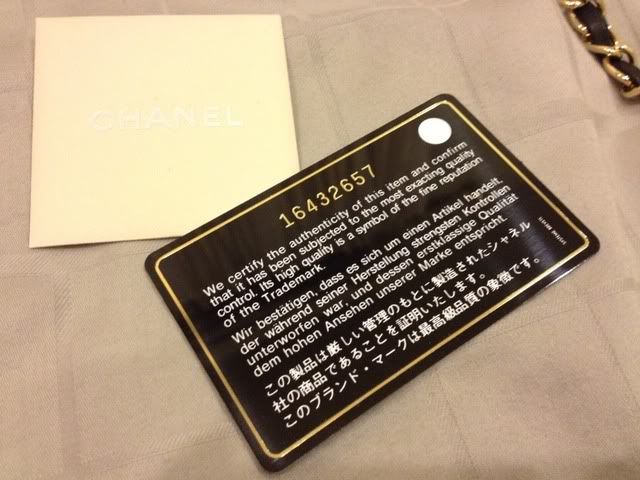 CHANEL
16432657
We certify the authenticity of this item and confirm
that it has been subjected to the most exacting quality
control. Its high quality is a symbol of the fine reputation
of the Trademark.
Wir bestätigen, dass es sich um einen Artikel handelt,
der während seiner Herstellung strengsten Kontrollen
unterworfen war, und dessen erstklassige Qualität
dem hohen Ansehen unserer Marke entspricht.
この製品は厳しい管理のもとに製造されたシャネル
社の商品であることを証明いたします。
このブランド・マークは最高級品質の象徴です。